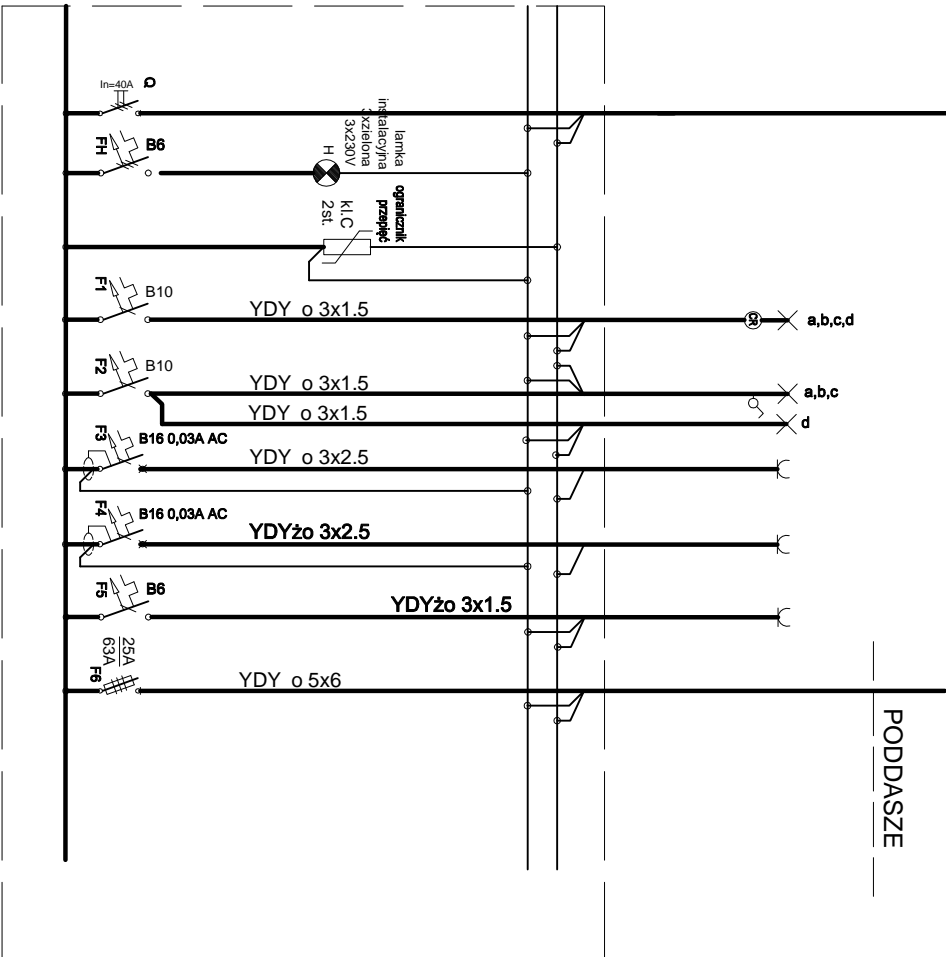 In=40A
Q
FH
B6
lamka
instalacyjna
3xzielona
3x230V
H
ogranicznik
przepięć
kl.C
2st.
F1
B10
YDY o 3x1.5
CR
a,b,c,d
F2
B10
YDY o 3x1.5
a,b,c
YDY o 3x1.5
d
F3
B16 0,03A AC
YDY o 3x2.5
F4
B16 0,03A AC
YDYżo 3x2.5
F5
B6
YDYżo 3x1.5
25A
63A
F6
YDY o 5x6
PODDASZE